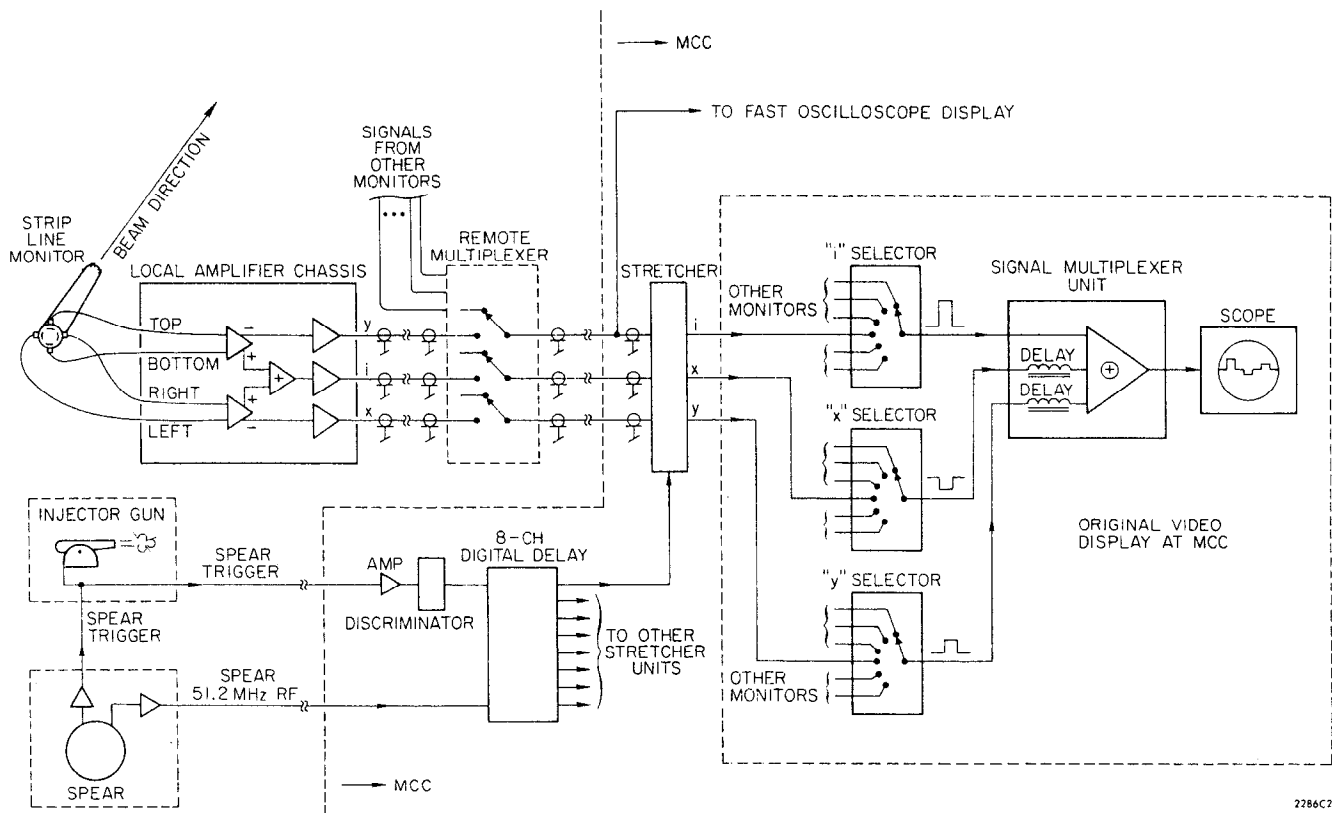 MCC
TO FAST OSCILLOSCOPE DISPLAY
BEAM DIRECTION
STRIP
LINE
MONITOR
SIGNALS
FROM
OTHER
MONITORS
...
REMOTE
MULTIPLEXER
LOCAL AMPLIFIER CHASSIS
TOP
BOTTOM
RIGHT
LEFT
−
+
+
+
−
y
i
x
STRETCHER
i
x
y
OTHER
MONITORS
"i" SELECTOR
"x" SELECTOR
"y" SELECTOR
OTHER
MONITORS
SIGNAL MULTIPLEXER
UNIT
DELAY
DELAY
+
SCOPE
ORIGINAL VIDEO
DISPLAY AT MCC
INJECTOR GUN
SPEAR
TRIGGER
AMP
DISCRIMINATOR
8-CH
DIGITAL DELAY
TO OTHER
STRETCHER
UNITS
SPEAR
TRIGGER
SPEAR
51.2 MHz RF
SPEAR
MCC
2286C2